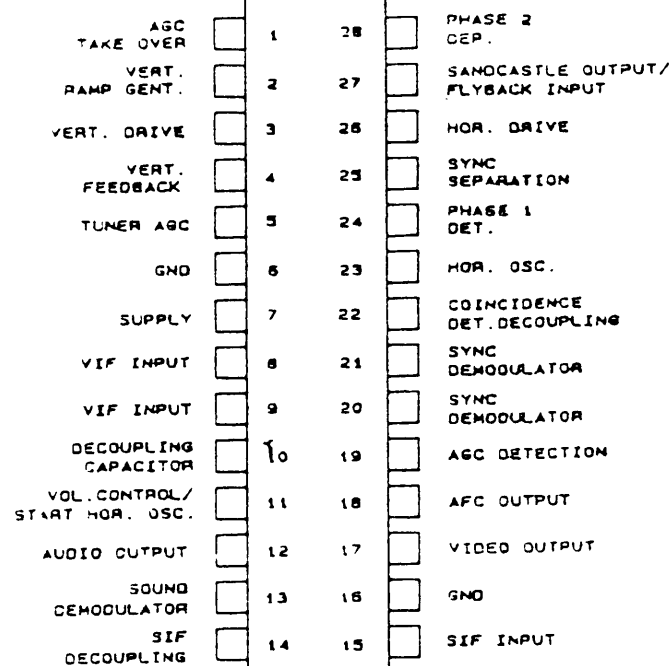 AGC
TAKE OVER
1
28
PHASE 2
DEP.
VERT.
RAMP GENT.
2
27
SANDCASTLE OUTPUT/
FLYBACK INPUT
VERT. DRIVE
3
26
HOR. DRIVE
VERT.
FEEDBACK
4
25
SYNC
SEPARATION
TUNER AGC
5
24
PHASE 1
DET.
GND
6
23
HOR. OSC.
SUPPLY
7
22
COINCIDENCE
DET.DECOUPLING
VIF INPUT
8
21
SYNC
DEMODULATOR
VIF INPUT
9
20
SYNC
DEMODULATOR
DECOUPLING
CAPACITOR
10
19
AGC DETECTION
VOL.CONTROL/
START HOR. OSC.
11
18
AFC OUTPUT
AUDIO OUTPUT
12
17
VIDEO OUTPUT
SOUND
DEMODULATOR
13
16
GND
SIF
DECOUPLING
14
15
SIF INPUT